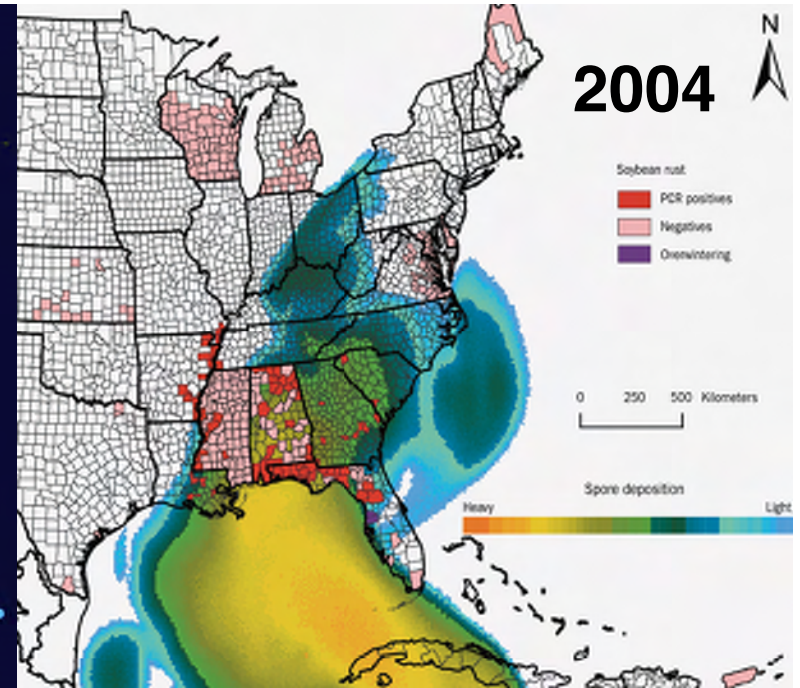 N
2004
Soybean rust
PCR positives
Negatives
Overwintering
0 250 500 Kilometers
Spore deposition
Heavy Light